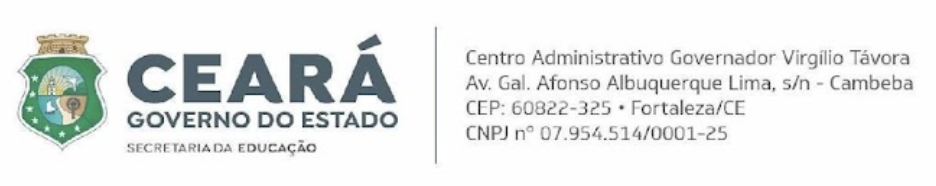 CEARÁ
GOVERNO DO ESTADO
SECRETARIA DA EDUCAÇÃO
Centro Administrativo Governador Virgílio Távora
Av. Gal. Afonso Albuquerque Lima, s/n - Cambeba
CEP: 60822-325 • Fortaleza/CE
CNPJ nº 07.954.514/0001-25